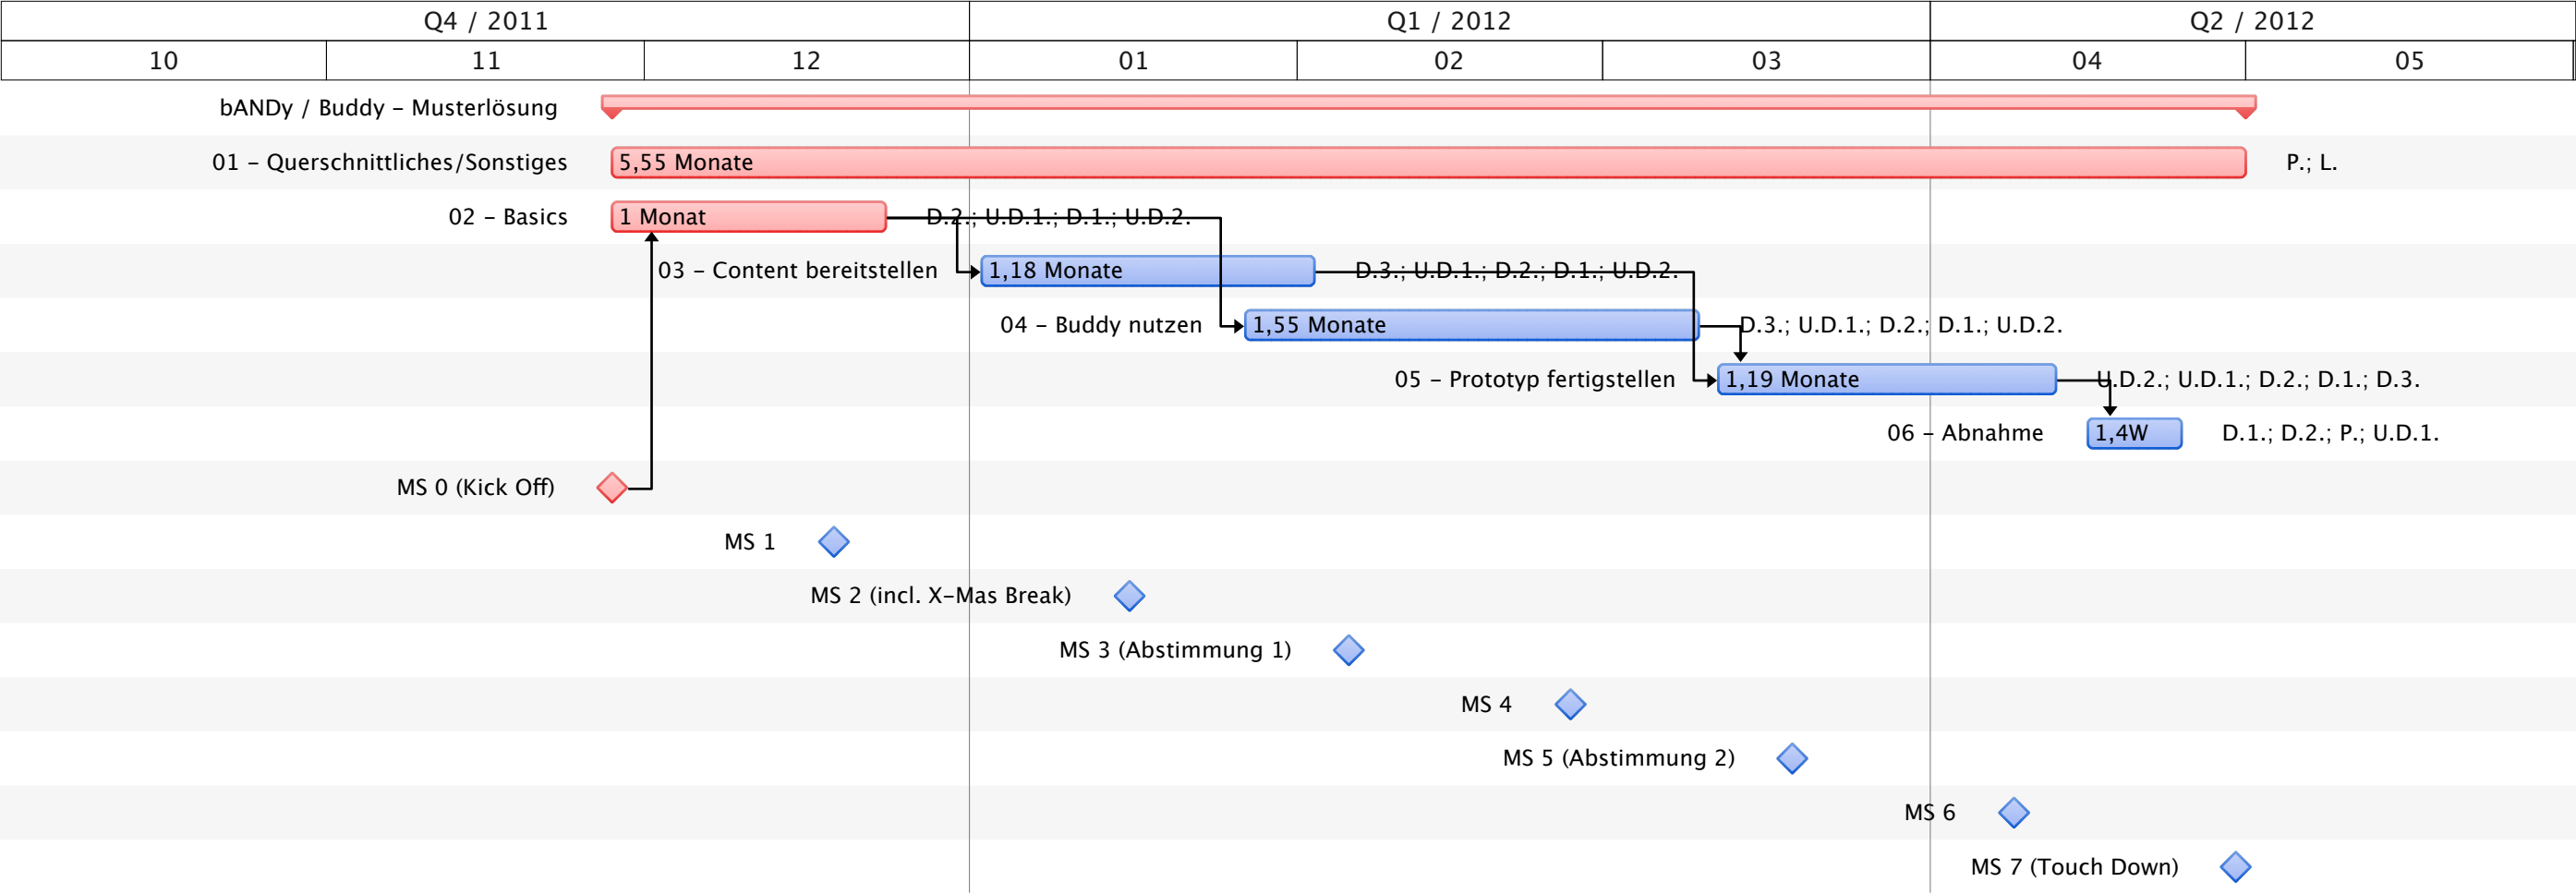 Q4 / 2011 Q1 / 2012 Q2 / 2012
10 11 12 01 02 03 04 05
bANDy / Buddy – Musterlösung
01 – Querschnittliches/Sonstiges 5,55 Monate P.; L.
02 – Basics 1 Monat D.2.; U.D.1.; D.1.; U.D.2.
03 – Content bereitstellen 1,18 Monate D.3.; U.D.1.; D.2.; D.1.; U.D.2.
04 – Buddy nutzen 1,55 Monate D.3.; U.D.1.; D.2.; D.1.; U.D.2.
05 – Prototyp fertigstellen 1,19 Monate U.D.2.; U.D.1.; D.2.; D.1.; D.3.
06 – Abnahme 1,4W D.1.; D.2.; P.; U.D.1.
MS 0 (Kick Off)
MS 1
MS 2 (incl. X–Mas Break)
MS 3 (Abstimmung 1)
MS 4
MS 5 (Abstimmung 2)
MS 6
MS 7 (Touch Down)